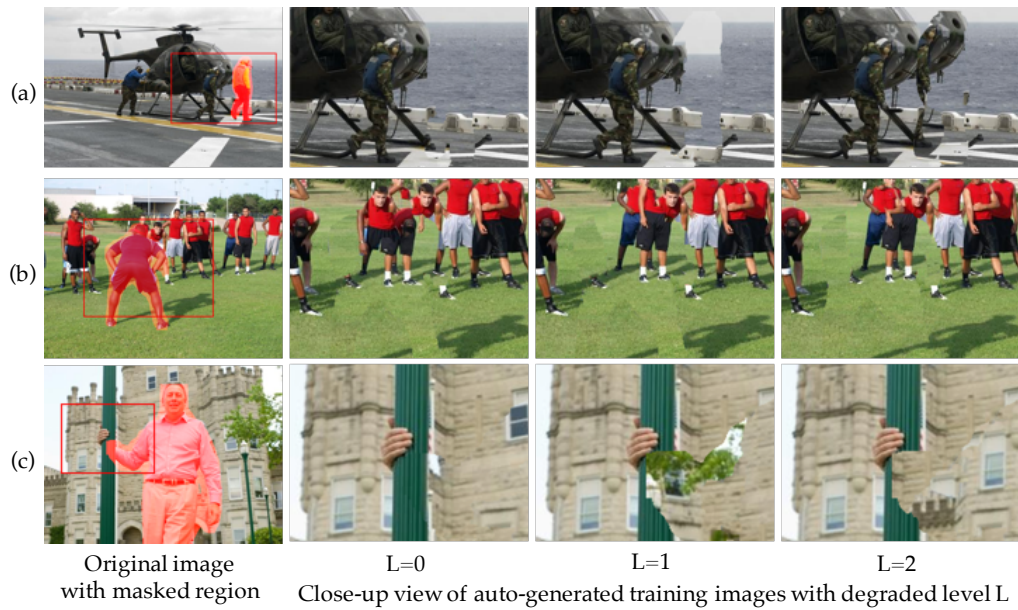 (a)
(b)
(c)
Original image
with masked region
L=0
L=1
L=2
Close-up view of auto-generated training images with degraded level L